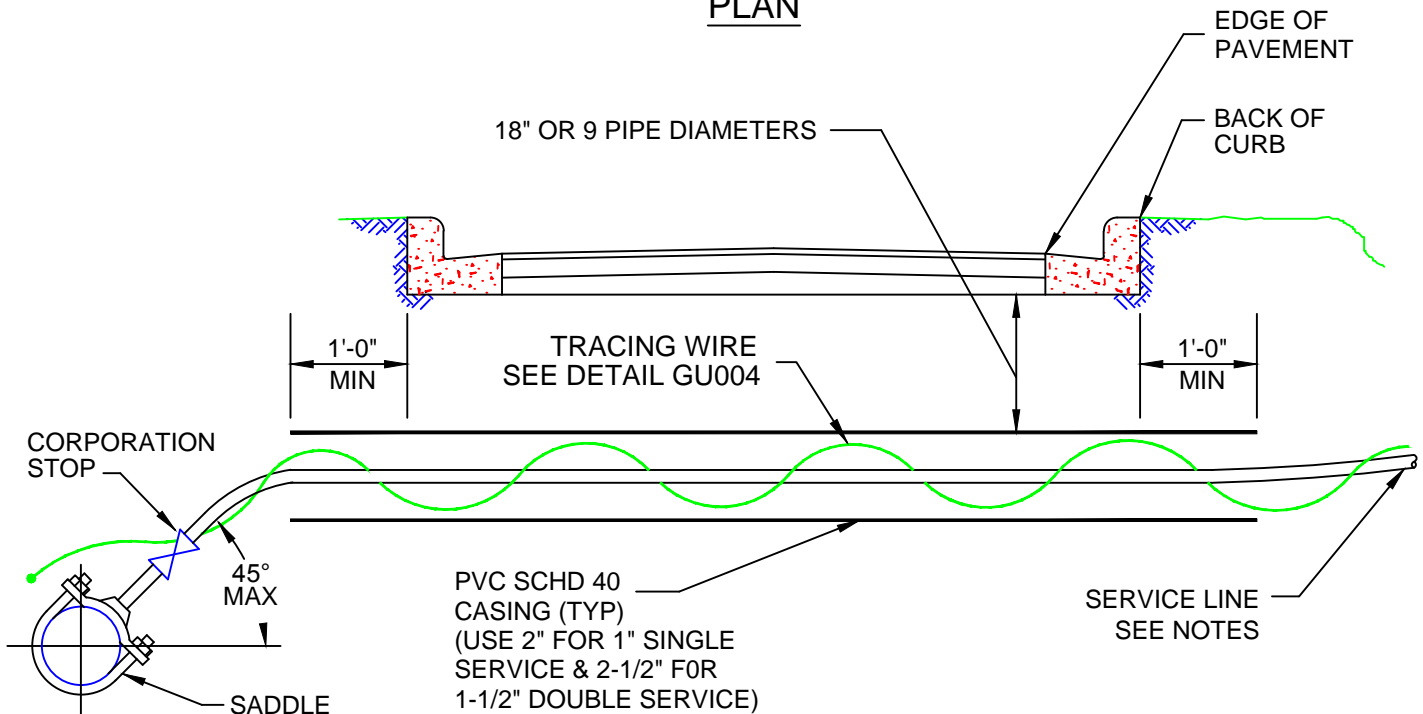 PLAN
EDGE OF
PAVEMENT
18" OR 9 PIPE DIAMETERS
BACK OF
CURB
1'-0"
MIN
TRACING WIRE
SEE DETAIL GU004
1'-0"
MIN
CORPORATION
STOP
45°
MAX
PVC SCHD 40
CASING (TYP)
(USE 2" FOR 1" SINGLE
SERVICE & 2-1/2" F0R
1-1/2" DOUBLE SERVICE)
SERVICE LINE
SEE NOTES
SADDLE